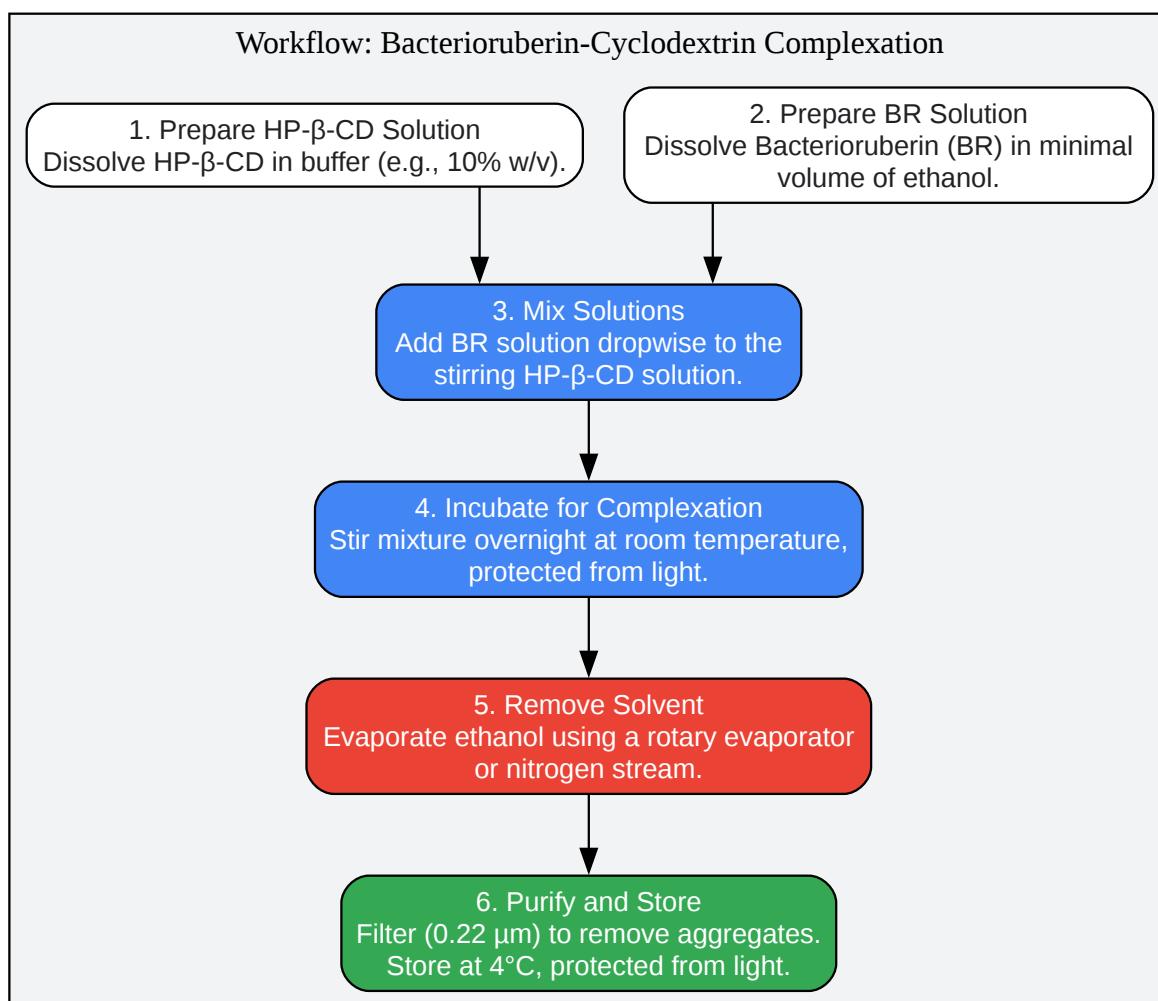 Workflow: Bacterioruberin-Cyclodextrin Complexation
1. Prepare HP-β-CD Solution
Dissolve HP-β-CD in buffer (e.g., 10% w/v).
2. Prepare BR Solution
Dissolve Bacterioruberin (BR) in minimal
volume of ethanol.
3. Mix Solutions
Add BR solution dropwise to the
stirring HP-β-CD solution.
4. Incubate for Complexation
Stir mixture overnight at room temperature,
protected from light.
5. Remove Solvent
Evaporate ethanol using a rotary evaporator
or nitrogen stream.
6. Purify and Store
Filter (0.22 µm) to remove aggregates.
Store at 4°C, protected from light.